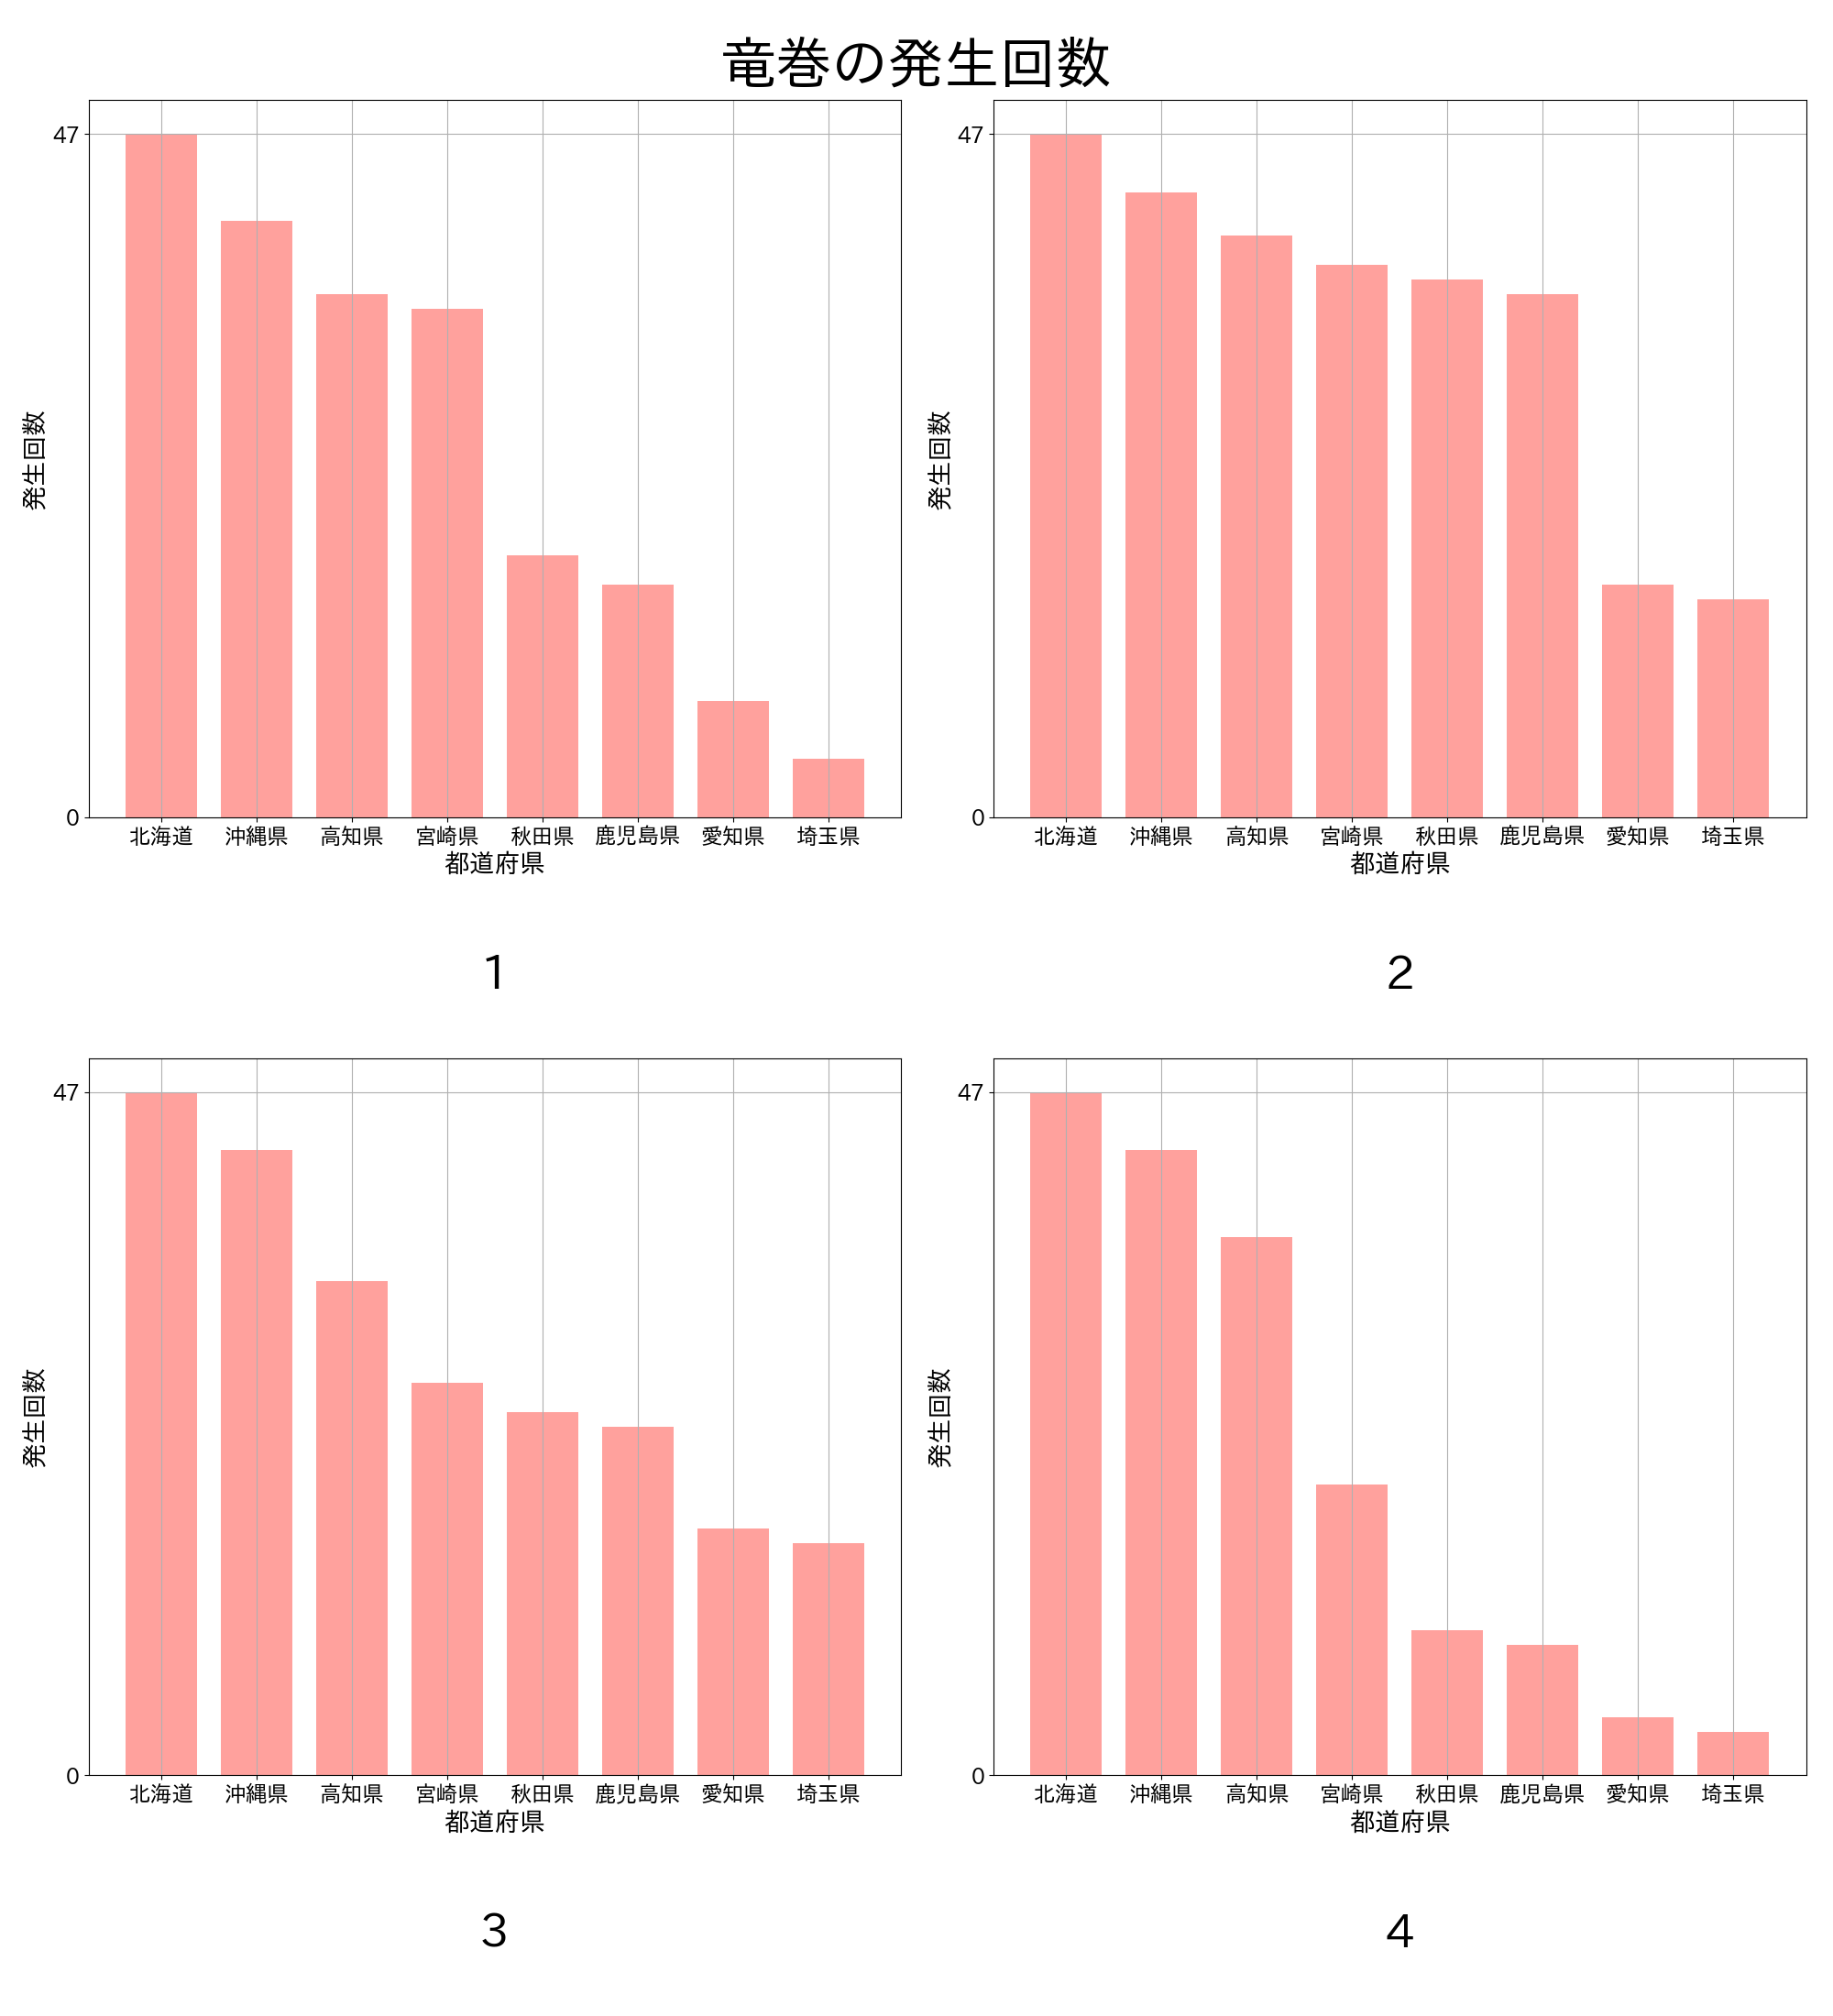 竜巻の発生回数
47
0
発生回数
北海道 沖縄県 高知県 宮崎県 秋田県 鹿児島県 愛知県 埼玉県
都道府県
1
47
0
発生回数
北海道 沖縄県 高知県 宮崎県 秋田県 鹿児島県 愛知県 埼玉県
都道府県
2
47
0
発生回数
北海道 沖縄県 高知県 宮崎県 秋田県 鹿児島県 愛知県 埼玉県
都道府県
3
47
0
発生回数
北海道 沖縄県 高知県 宮崎県 秋田県 鹿児島県 愛知県 埼玉県
都道府県
4